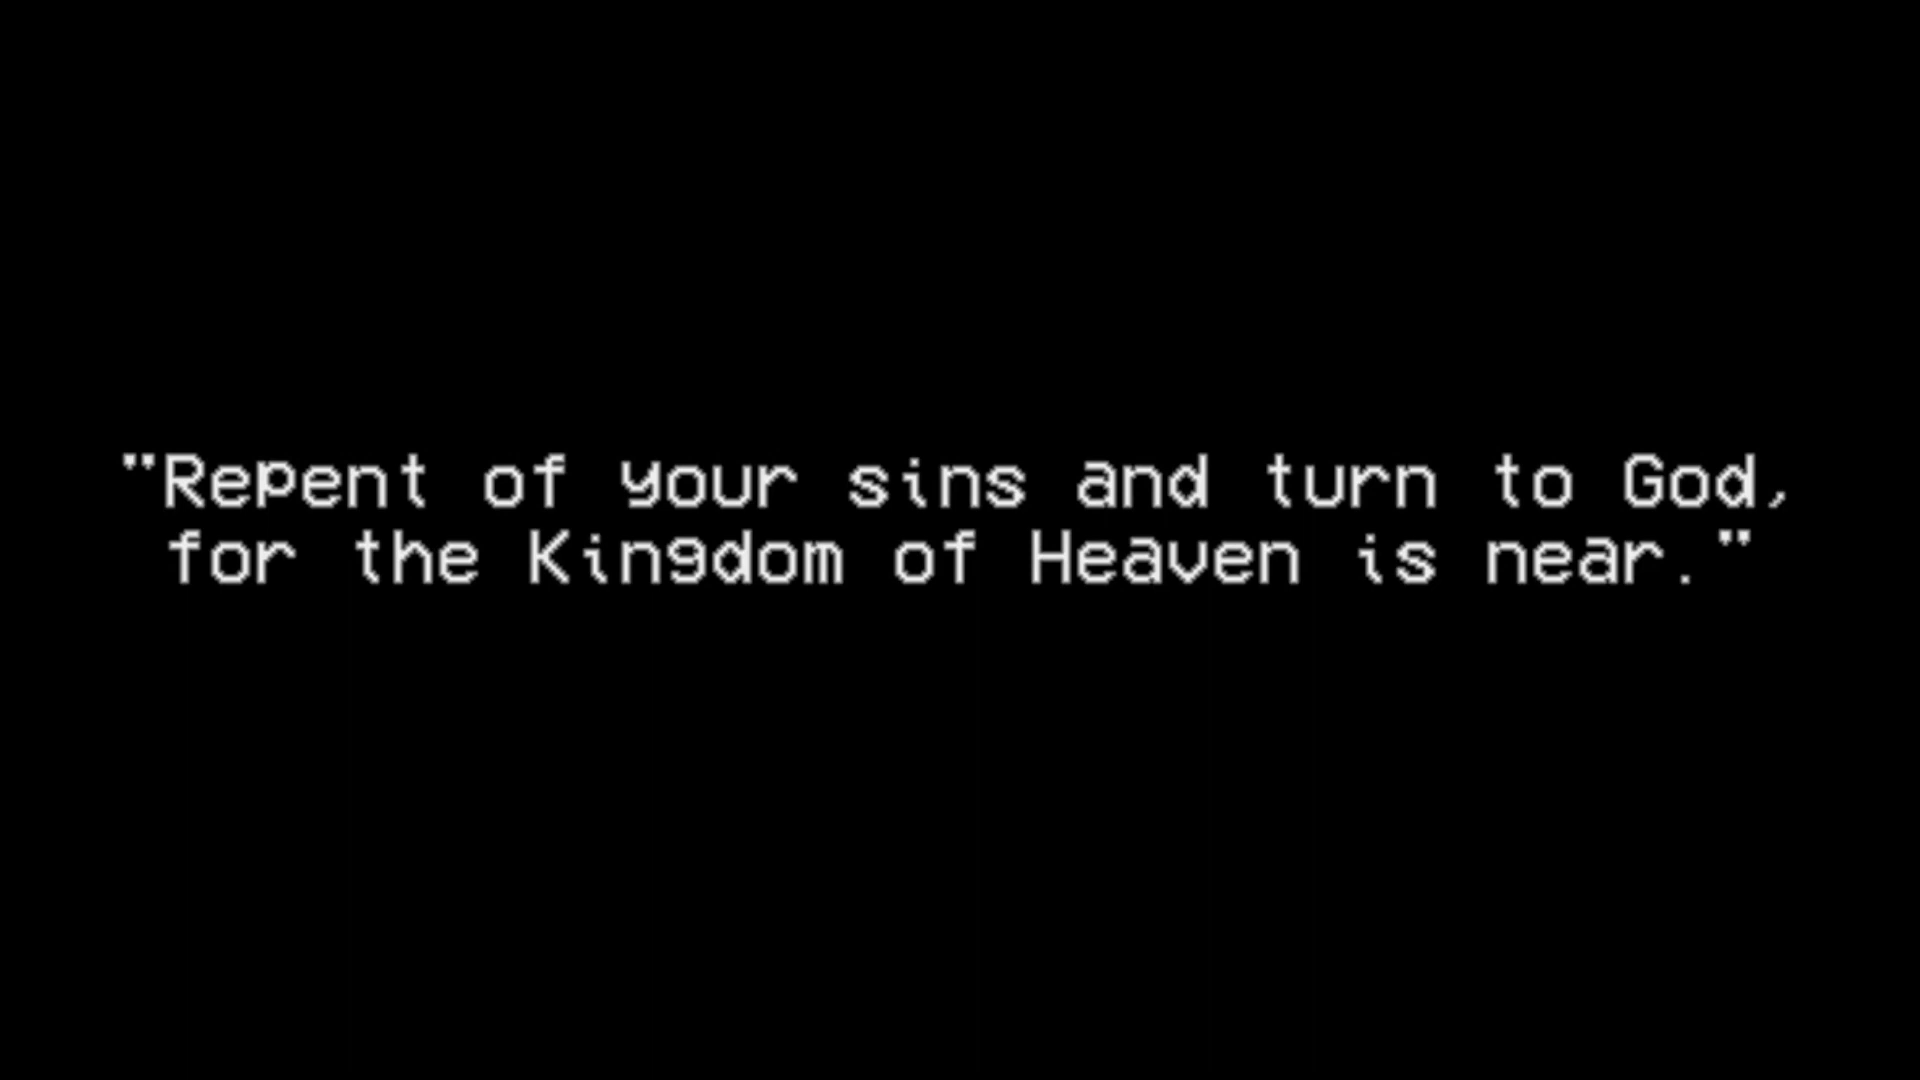 "Repent of your sins and turn to God,
for the Kingdom of Heaven is near."